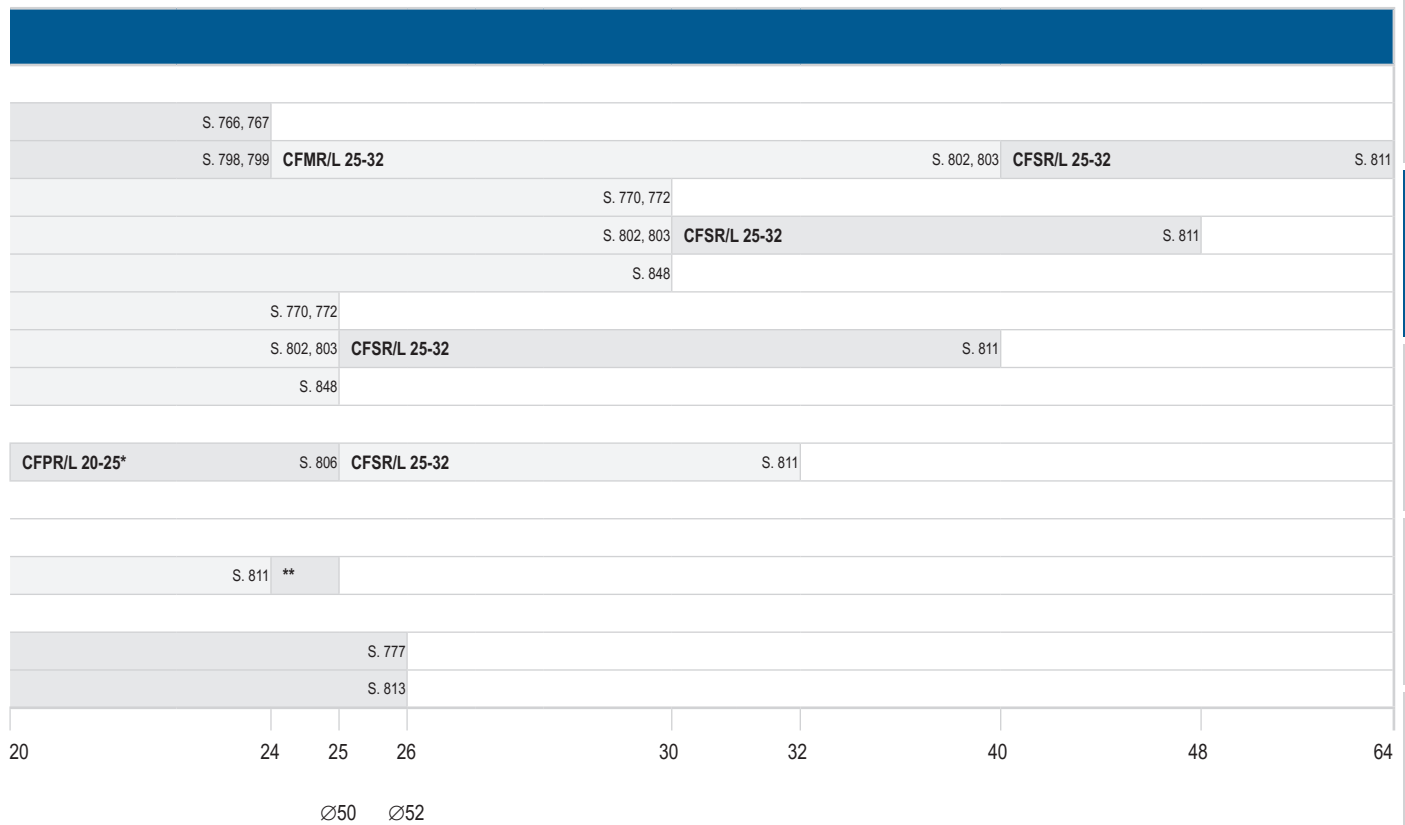 S. 766, 767
S. 798, 799 CFMR/L 25-32 S. 802, 803 CFSR/L 25-32 S. 811
S. 770, 772
S. 802, 803 CFSR/L 25-32 S. 811
S. 848
S. 770, 772
S. 802, 803 CFSR/L 25-32 S. 811
S. 848
CFPR/L 20-25* S. 806 CFSR/L 25-32 S. 811
S. 811 **
S. 777
S. 813
20 24 25 26 30 32 40 48 64
∅50 ∅52